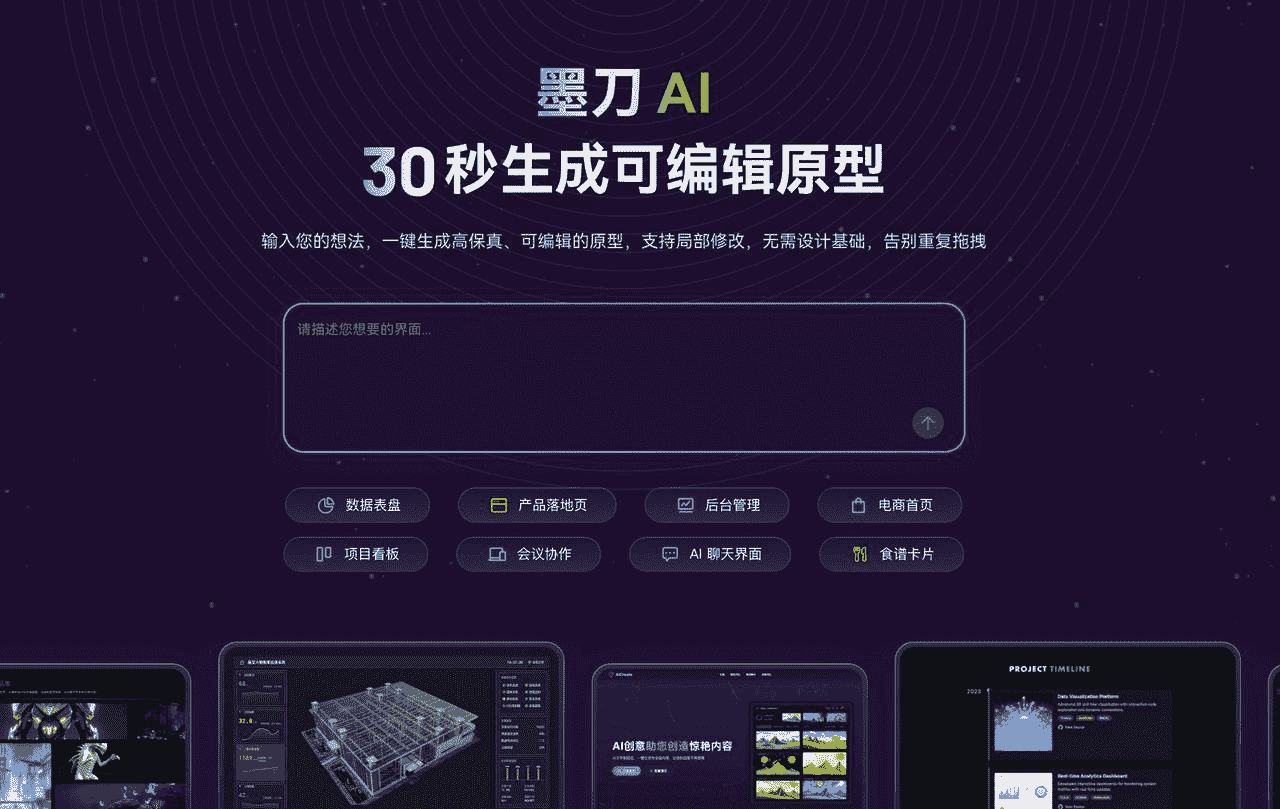 墨刀 AI
30 秒生成可编辑原型
输入您的想法，一键生成高保真、可编辑的原型，支持局部修改，无需设计基础，告别重复拖拽
请描述您想要的界面...
数据表盘
产品落地页
后台管理
电商首页
项目看板
会议协作
AI 聊天界面
食谱卡片
AI创意助您创造惊艳内容
PROJECT TIMELINE
2023
Data Visualization Platform
Real-time Analytics Dashboard